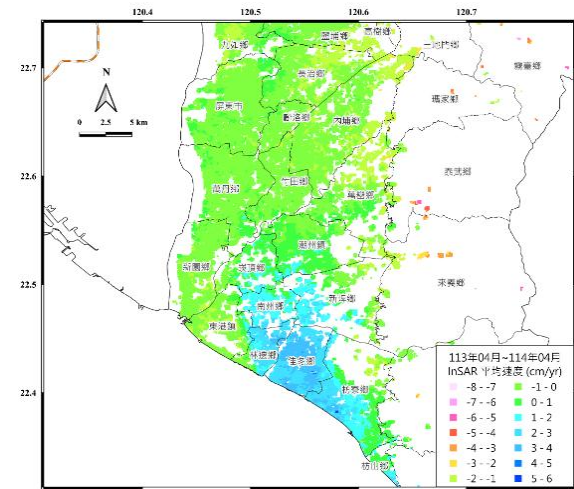 120.4 120.5 120.6 120.7
九如鄉 鹽埔鄉 高樹鄉
三地門鄉
22.7
長治鄉 霧臺鄉
N
瑪家鄉
屏東市
麟洛鄉 內埔鄉
0 2.5 5 km
泰武鄉
22.6
竹田鄉
萬丹鄉 萬巒鄉
潮州鎮
新園鄉 崁頂鄉
22.5
來義鄉
新埤鄉
南州鄉
東港鎮
林邊鄉 佳冬鄉
22.4
枋寮鄉
枋山鄉
113年04月~114年04月
InSAR 平均速度 (cm/yr)
-8 - -7 -1 - 0
-7 - -6 0 - 1
-6 - -5 1 - 2
-5 - -4 2 - 3
-4 - -3 3 - 4
-3 - -2 4 - 5
-2 - -1 5 - 6